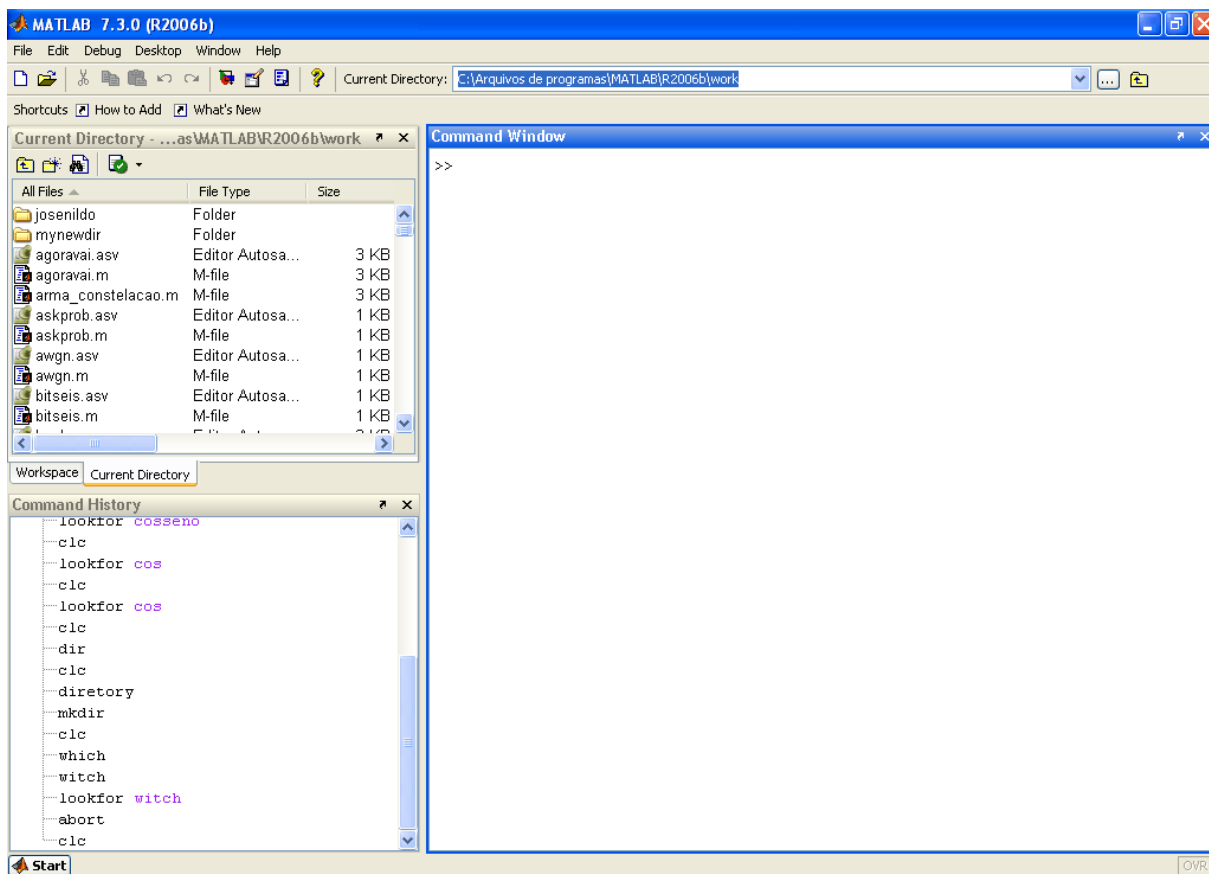 MATLAB 7.3.0 (R2006b)
File Edit Debug Desktop Window Help
Current Directory: C:\Arquivos de programas\MATLAB\R2006b\work
Shortcuts How to Add What's New
Current Directory - ...as\MATLAB\R2006b\work
All Files File Type Size
josenildo Folder
mynewdir Folder
agoravai.asv Editor Autosa... 3 KB
agoravai.m M-file 3 KB
arma_constelacao.m M-file 3 KB
askprob.asv Editor Autosa... 1 KB
askprob.m M-file 1 KB
awgn.asv Editor Autosa... 1 KB
awgn.m M-file 1 KB
bitseis.asv Editor Autosa... 1 KB
bitseis.m M-file 1 KB
Workspace Current Directory
Command History
lookfor cosseno
clc
lookfor cos
clc
lookfor cos
clc
dir
clc
diretory
mkdir
clc
which
witch
lookfor witch
abort
clc
Command Window
>>
Start
OVR